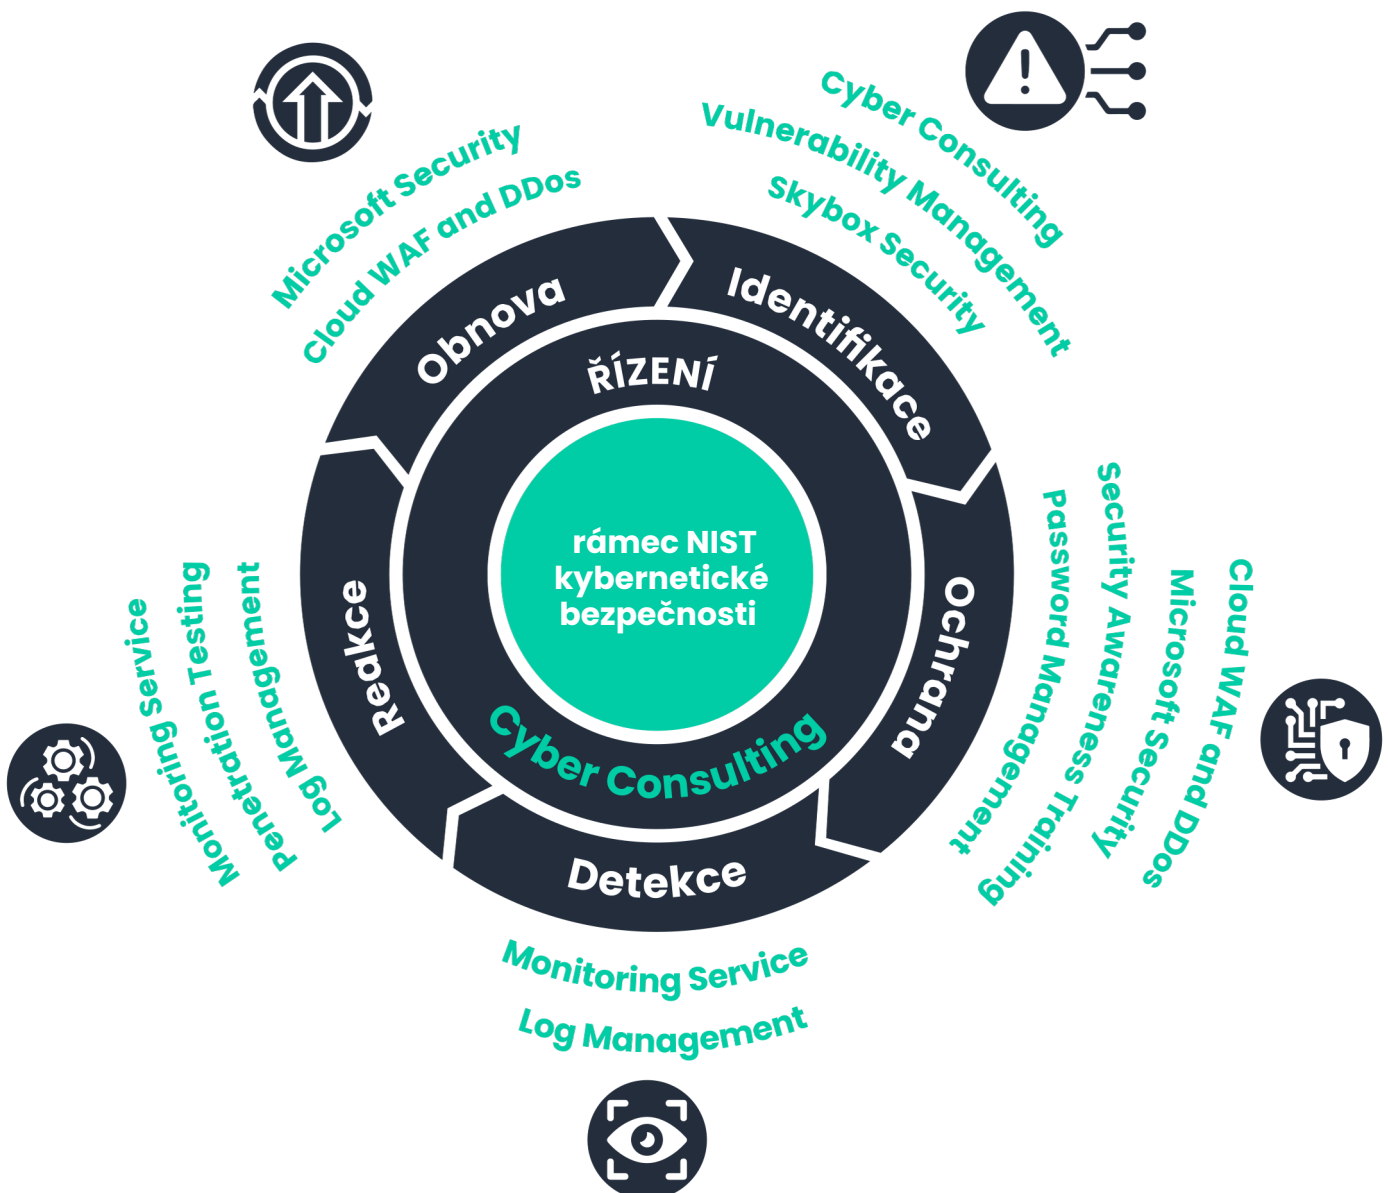 Microsoft Security
Cloud WAF and DDos
Cyber Consulting
Vulnerability Management
Skybox Security
Obnova
Identifikace
ŘÍZENÍ
rámec NIST
kybernetické
bezpečnosti
Cyber Consulting
Ochrana
Password Management
Security Awareness Training
Microsoft Security
Cloud WAF and DDos
Reakce
Log Management
Penetration Testing
Monitoring Service
Detekce
Monitoring Service
Log Management